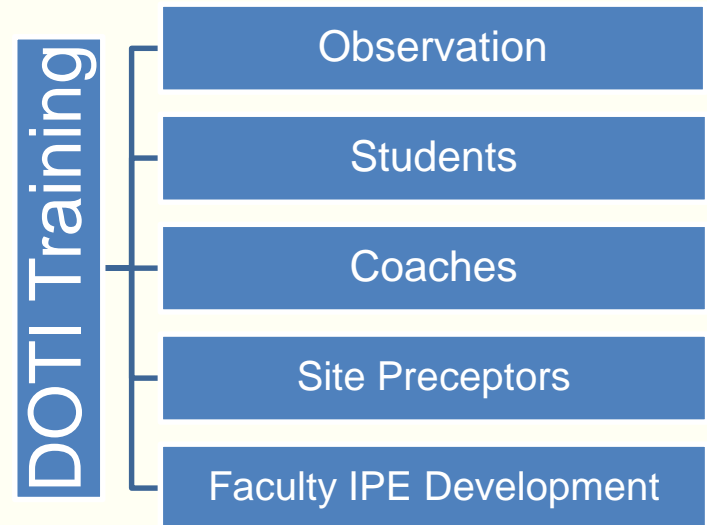 DOTI Training
Observation
Students
Coaches
Site Preceptors
Faculty IPE Development